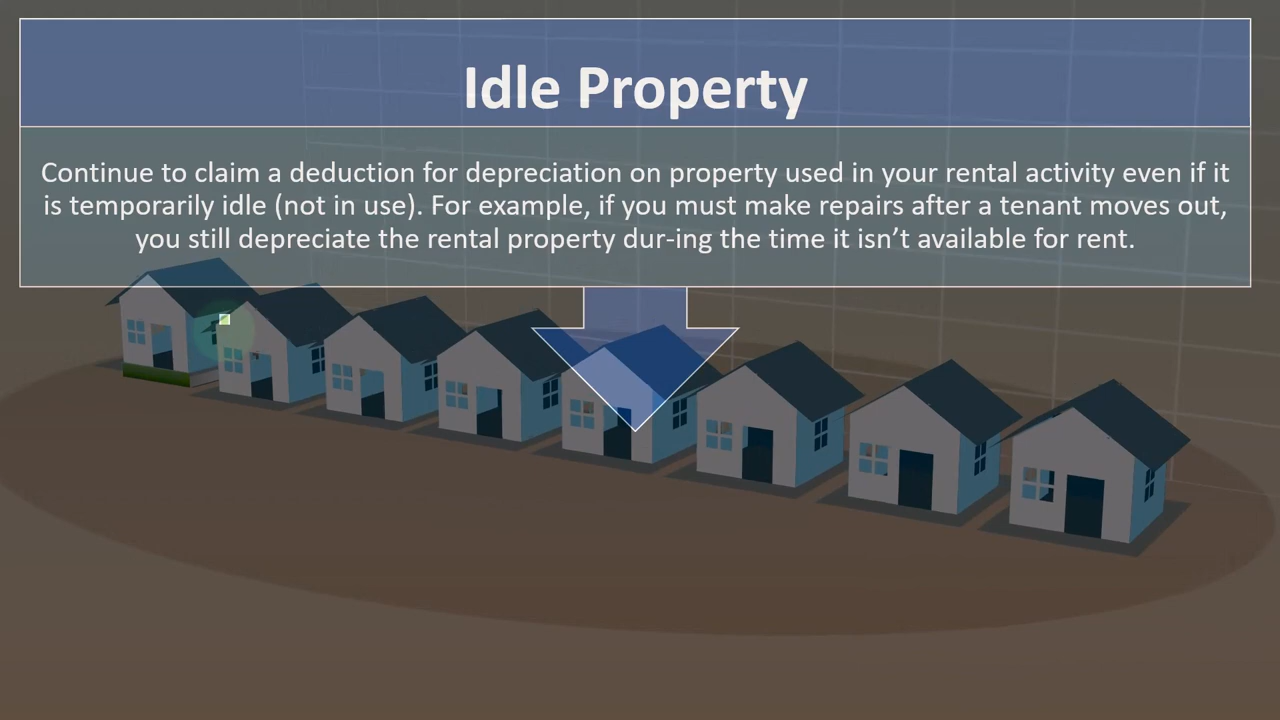 Idle Property
Continue to claim a deduction for depreciation on property used in your rental activity even if it
is temporarily idle (not in use). For example, if you must make repairs after a tenant moves out,
you still depreciate the rental property dur-ing the time it isn’t available for rent.